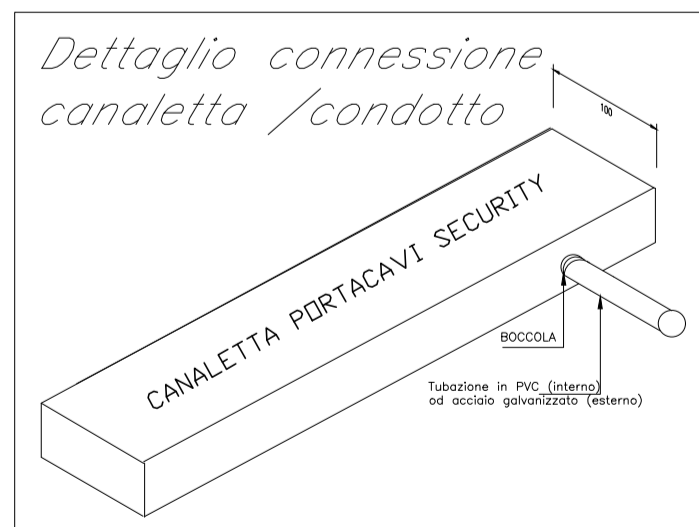 Dettaglio connessione
canaletta /condotto
100
CANALETTA PORTACAVI SECURITY
BOCCOLA
Tubazione in PVC (interno)
od acciaio galvanizzato (esterno)